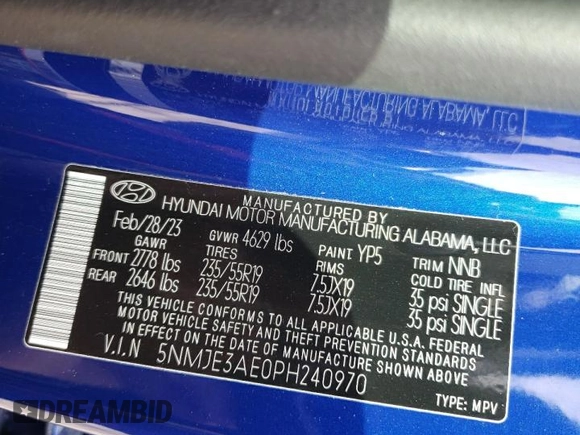 MANUFACTURED BY
HYUNDAI MOTOR MANUFACTURING ALABAMA, LLC
Feb/28/23 GVWR 4629 lbs PAINT YP5 TRIM NNB
GAWR TIRES RIMS COLD TIRE INFL.
FRONT 2778 lbs 235/55R19 7.5JX19 35 psi SINGLE
REAR 2646 lbs 235/55R19 7.5JX19 35 psi SINGLE
THIS VEHICLE CONFORMS TO ALL APPLICABLE U.S.A. FEDERAL
MOTOR VEHICLE SAFETY AND THEFT PREVENTION STANDARDS
IN EFFECT ON THE DATE OF MANUFACTURE SHOWN ABOVE.
V.I.N 5NMJE3AE0PH240970
TYPE: MPV
DREAMBID